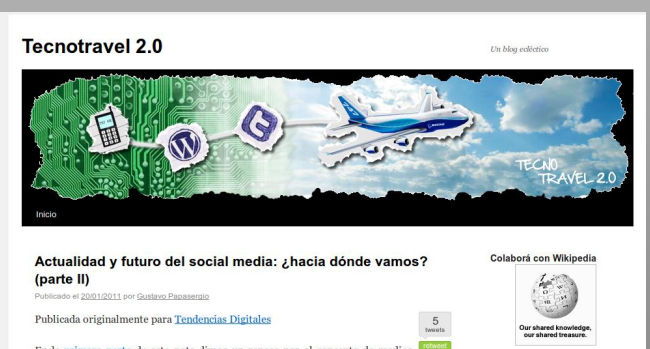 Tecnotravel 2.0
Un blog ecléctico
BOEING
TECNO
TRAVEL 2.0
Inicio
Actualidad y futuro del social media: ¿hacia dónde vamos?
(parte II)
Publicado el 20/01/2011 por Gustavo Papasergio
Publicada originalmente para Tendencias Digitales
5
tweets
retweet
Colaborá con Wikipedia
Our shared knowledge,
our shared treasure.